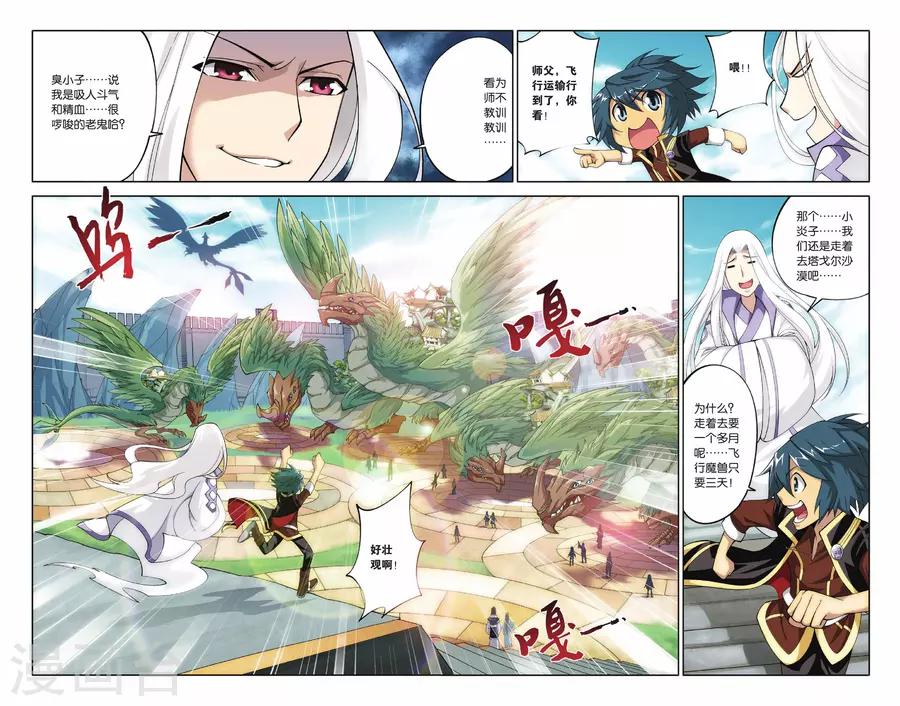 臭小子……说
我是吸人斗气
和精血……很
啰唆的老鬼哈？
看为
师不
教训
教训
……
师父，飞
行运输行
到了，你
看！
喂！！
呜——
嘎——
好壮
观啊！
嘎——
那个……小
炎子……我
们还是走着
去塔戈尔沙
漠吧……
为什么？
走着去要
一个多月
呢……飞
行魔兽只
要三天！
漫画台